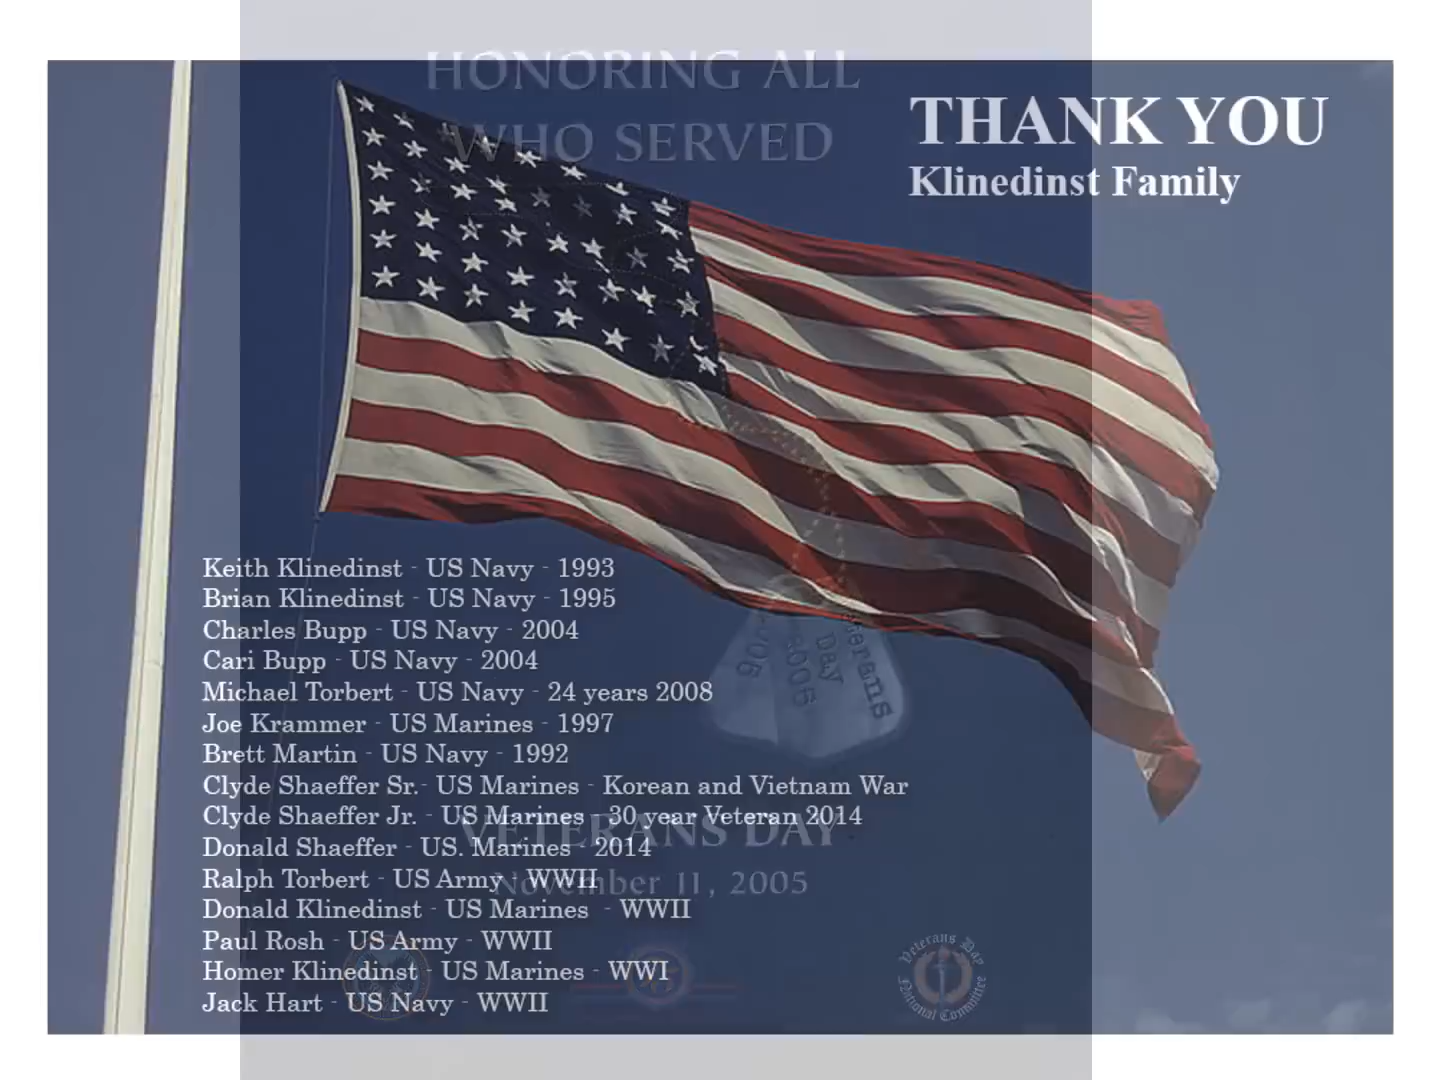 HONORING ALL
WHO SERVED
THANK YOU
Klinedinst Family
Keith Klinedinst - US Navy - 1993
Brian Klinedinst - US Navy - 1995
Charles Bupp - US Navy - 2004
Cari Bupp - US Navy - 2004
Michael Torbert - US Navy - 24 years 2008
Joe Krammer - US Marines - 1997
Brett Martin - US Navy - 1992
Clyde Shaeffer Sr.- US Marines - Korean and Vietnam War
Clyde Shaeffer Jr. - US Marines - 30 year Veteran 2014
Donald Shaeffer - US. Marines - 2014
Ralph Torbert - US Army - WWII
Donald Klinedinst - US Marines - WWII
Paul Rosh - US Army - WWII
Homer Klinedinst - US Marines - WWI
Jack Hart - US Navy - WWII
Day
VETERANS DAY
November 11, 2005
Veterans Day
National Committee